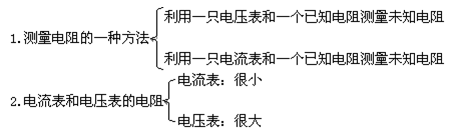 利用一只电压表和一个已知电阻测量未知电阻
1.测量电阻的一种方法
利用一只电流表和一个已知电阻测量未知电阻
电流表：很小
2.电流表和电压表的电阻
电压表：很大